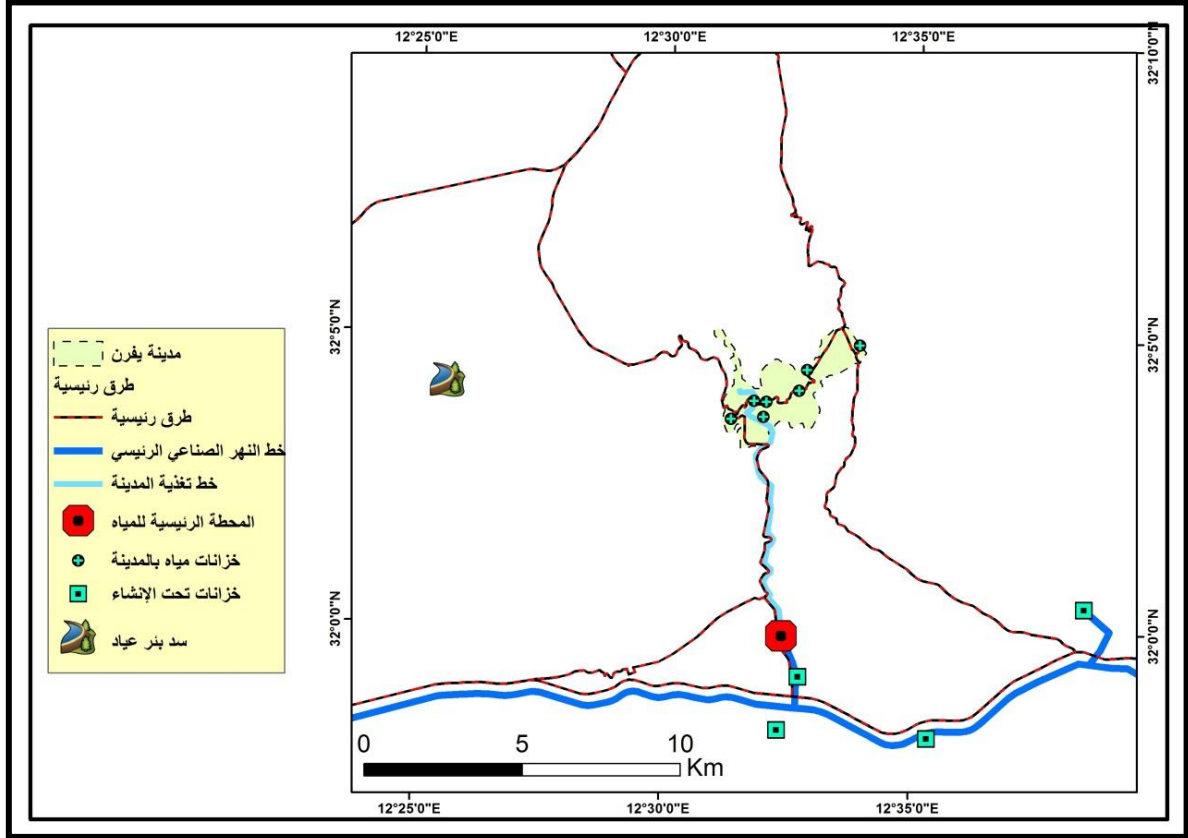 12°25'0"E
12°30'0"E
12°35'0"E
32°10'0"N
32°5'0"N
32°5'0"N
32°0'0"N
32°0'0"N
مدينة يفرن
طرق رئيسية
طرق رئيسية
خط النهر الصناعي الرئيسي
خط تغذية المدينة
المحطة الرئيسية للمياه
خزانات مياه بالمدينة
خزانات تحت الإنشاء
سد بئر عياد
0 5 10
Km
12°25'0"E
12°30'0"E
12°35'0"E